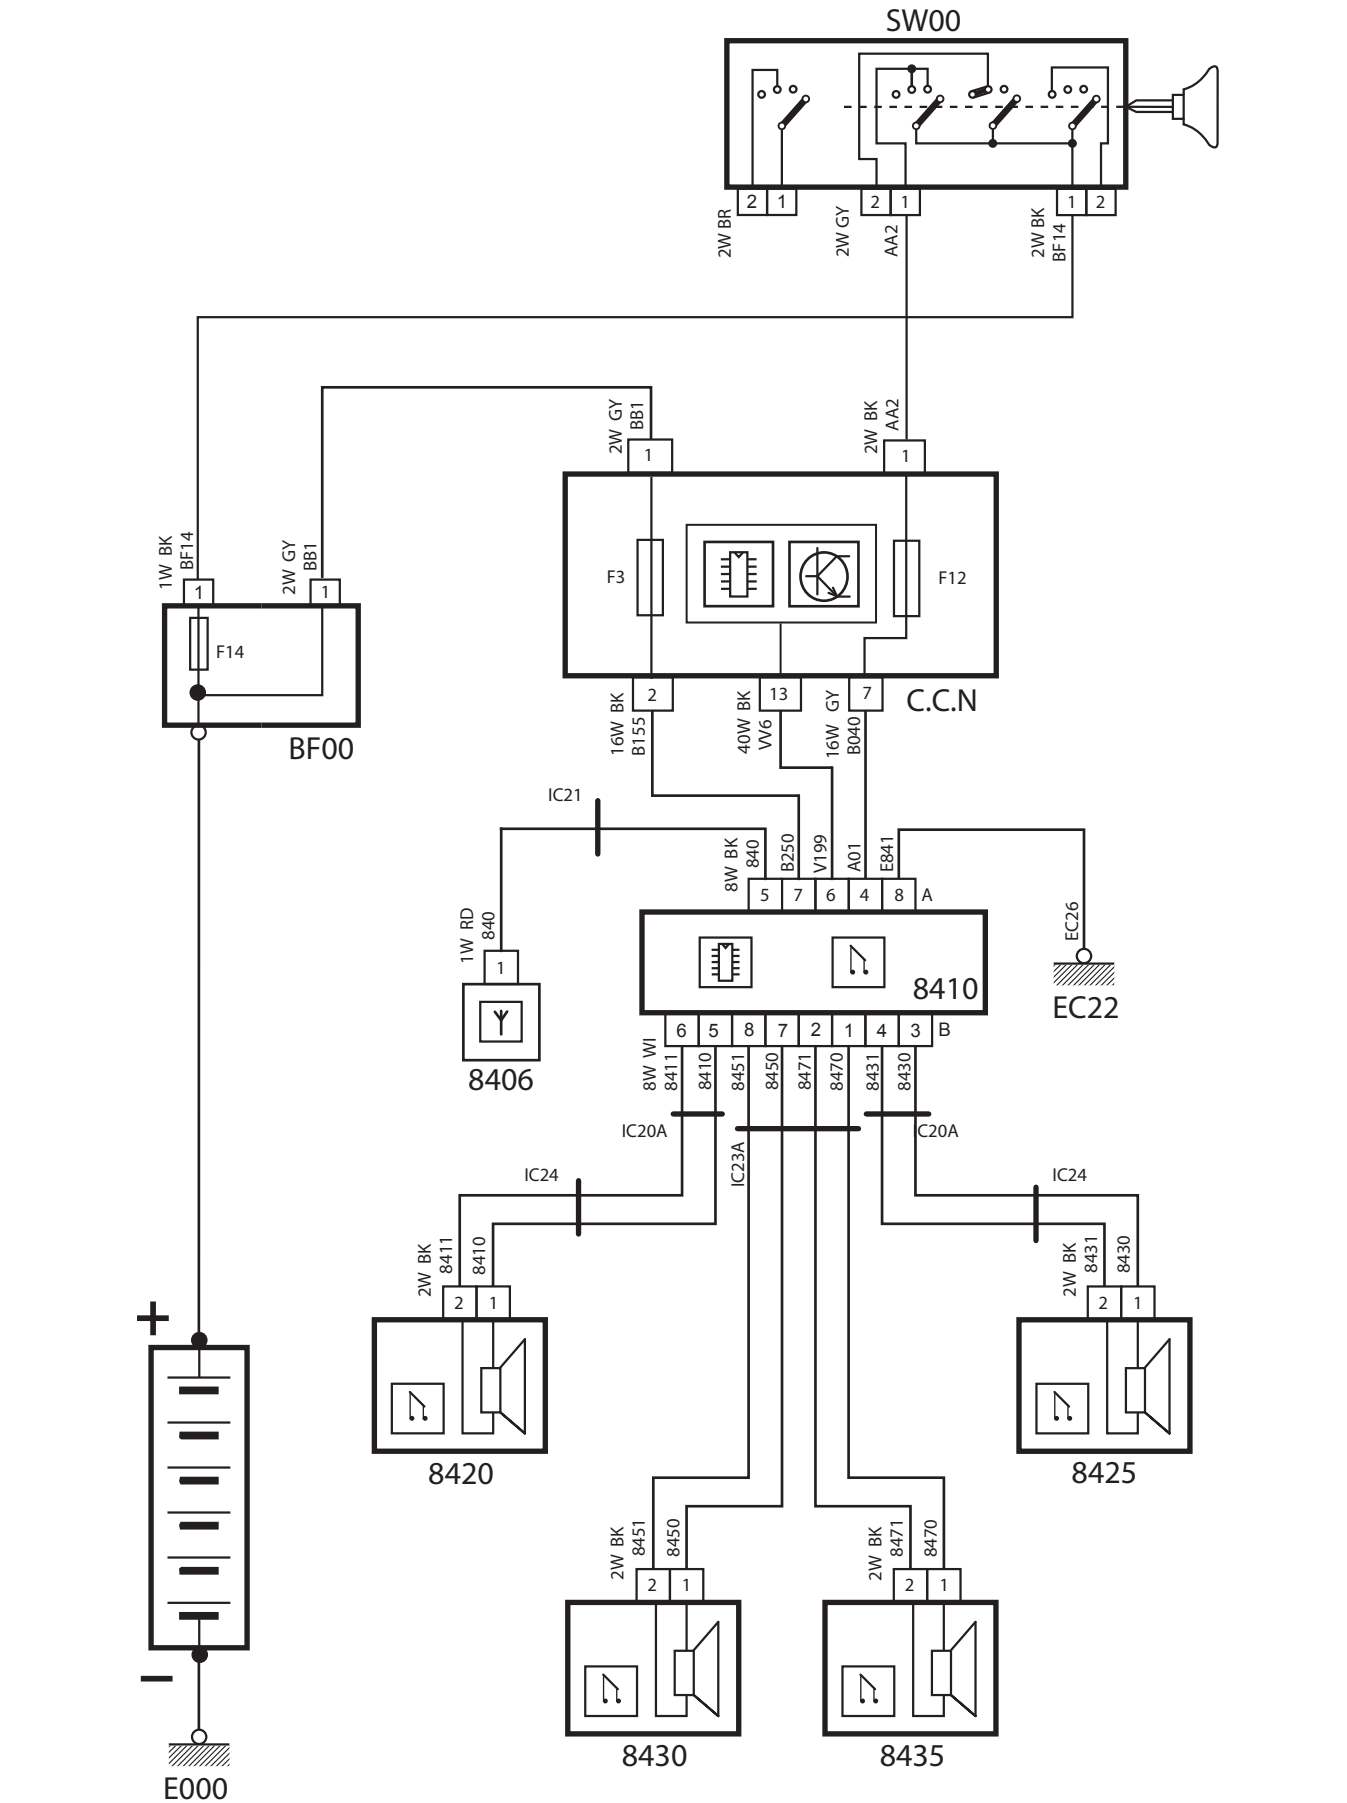 SW00
2 1 2 1 1 2
2W BR
2W GY
AA2
2W BK
BF14
2W GY
BB1
2W BK
AA2
1 1
1W BK
BF14
2W GY
BB1
1 1
F3
F12
F14
BF00
2 13 7
C.C.N
16W BK
B155
40W BK
VV6
16W GY
B040
IC21
8W BK
840
B250
V199
A01
E841
5 7 6 4 8 A
1W RD
840
1
8406
8410
EC26
EC22
6 5 8 7 2 1 4 3 B
8W WI
8411
8410
8451
8450
8471
8470
8431
8430
IC20A
IC23A
C20A
IC24
IC24
2W BK
8411
8410
2 1
8420
2W BK
8431
8430
2 1
8425
+
–
E000
2W BK
8451
8450
2 1
8430
2W BK
8471
8470
2 1
8435